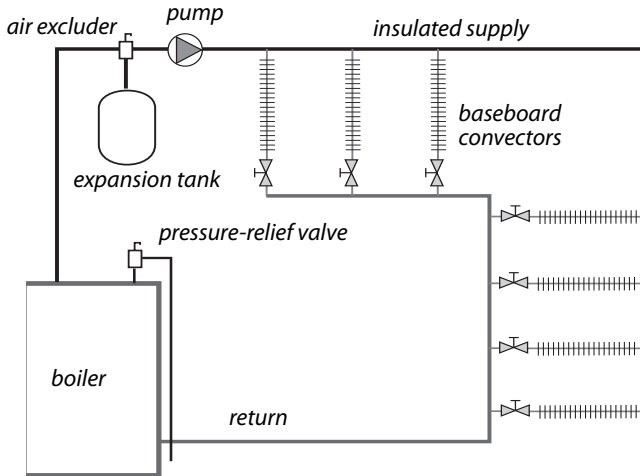 pump
air excluder
insulated supply
baseboard
convectors
expansion tank
pressure-relief valve
boiler
return